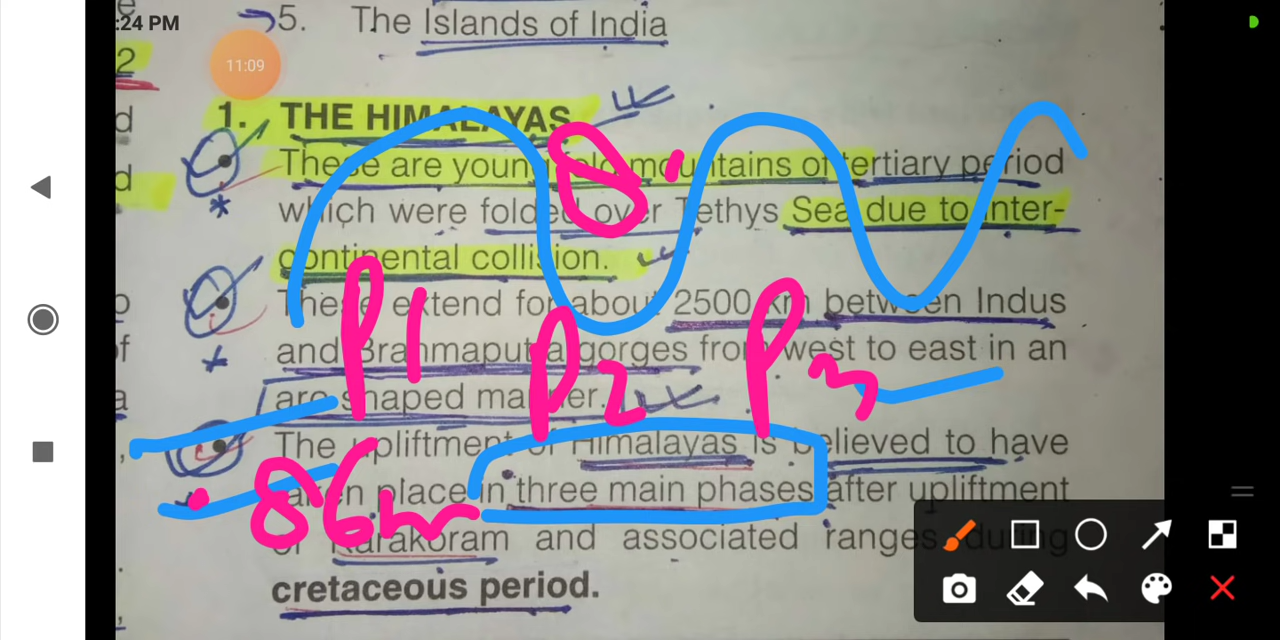 :24 PM
5. The Islands of India
11:09
2
1. THE HIMALAYAS
d
These are young fold mountains of tertiary period
d
which were folded over Tethys Sea due to inter-
continental collision.
These extend for about 2500 km between Indus
and Brahmaputra gorges from west to east in an
of
arc shaped manner.
a
The upliftment of Himalayas is believed to have
taken place in three main phases after upliftment
of Karakoram and associated ranges during
cretaceous period.
8.
P1
P2
P3